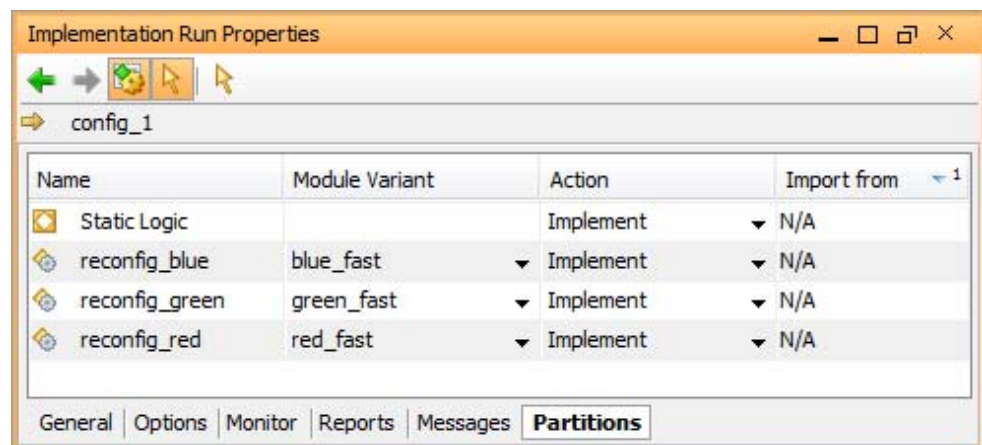 Implementation Run Properties
config_1
Name Module Variant Action Import from 1
Static Logic Implement N/A
reconfig_blue blue_fast Implement N/A
reconfig_green green_fast Implement N/A
reconfig_red red_fast Implement N/A
General Options Monitor Reports Messages Partitions